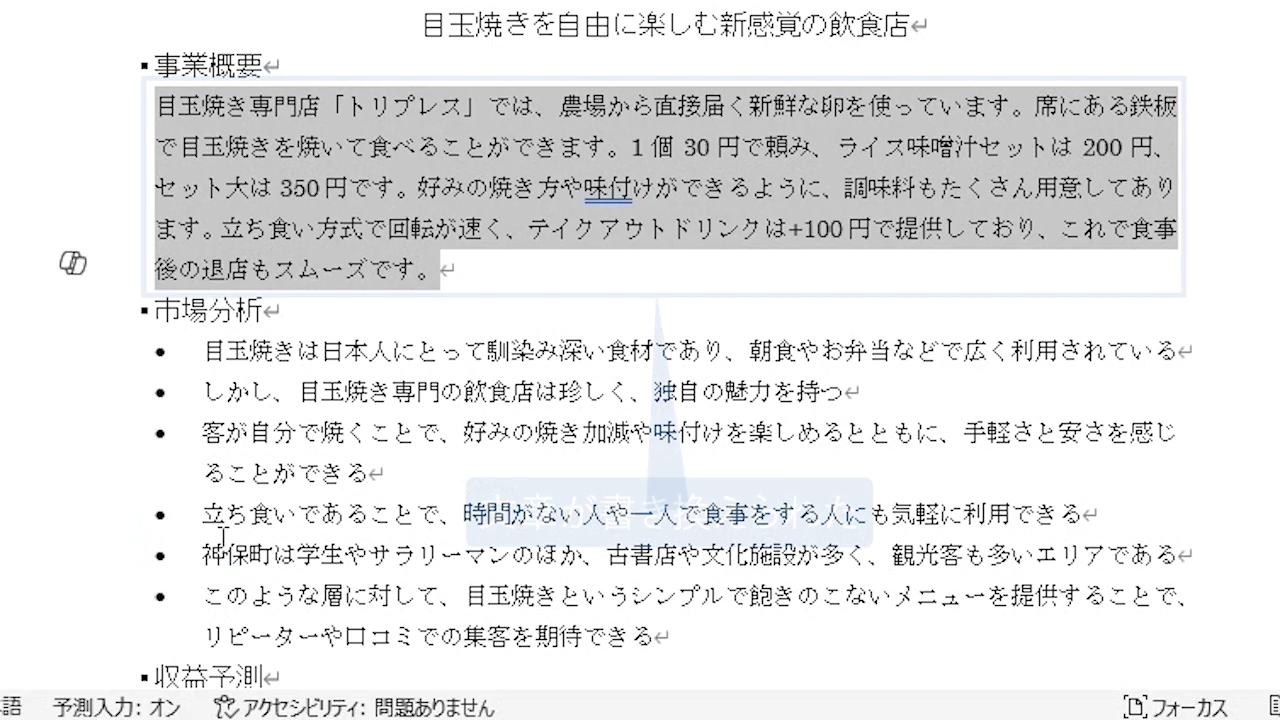 目玉焼きを自由に楽しむ新感覚の飲食店↵
▪事業概要↵
目玉焼き専門店「トリプレス」では、農場から直接届く新鮮な卵を使っています。席にある鉄板
で目玉焼きを焼いて食べることができます。1 個 30 円で頼み、ライス味噌汁セットは 200 円、
セット大は 350 円です。好みの焼き方や味付けができるように、調味料もたくさん用意してあり
ます。立ち食い方式で回転が速く、テイクアウトドリンクは+100 円で提供しており、これで食事
後の退店もスムーズです。↵
▪市場分析↵
● 目玉焼きは日本人にとって馴染み深い食材であり、朝食やお弁当などで広く利用されている↵
● しかし、目玉焼き専門の飲食店は珍しく、独自の魅力を持つ↵
● 客が自分で焼くことで、好みの焼き加減や味付けを楽しめるとともに、手軽さと安さを感じ
ることができる↵
● 立ち食いであることで、時間がない人や一人で食事をする人にも気軽に利用できる↵
● 神保町は学生やサラリーマンのほか、古書店や文化施設が多く、観光客も多いエリアである↵
● このような層に対して、目玉焼きというシンプルで飽きのこないメニューを提供することで、
リピーターや口コミでの集客を期待できる↵
▪収益予測↵
語 予測入力: オン アクセシビリティ: 問題ありません フォーカス